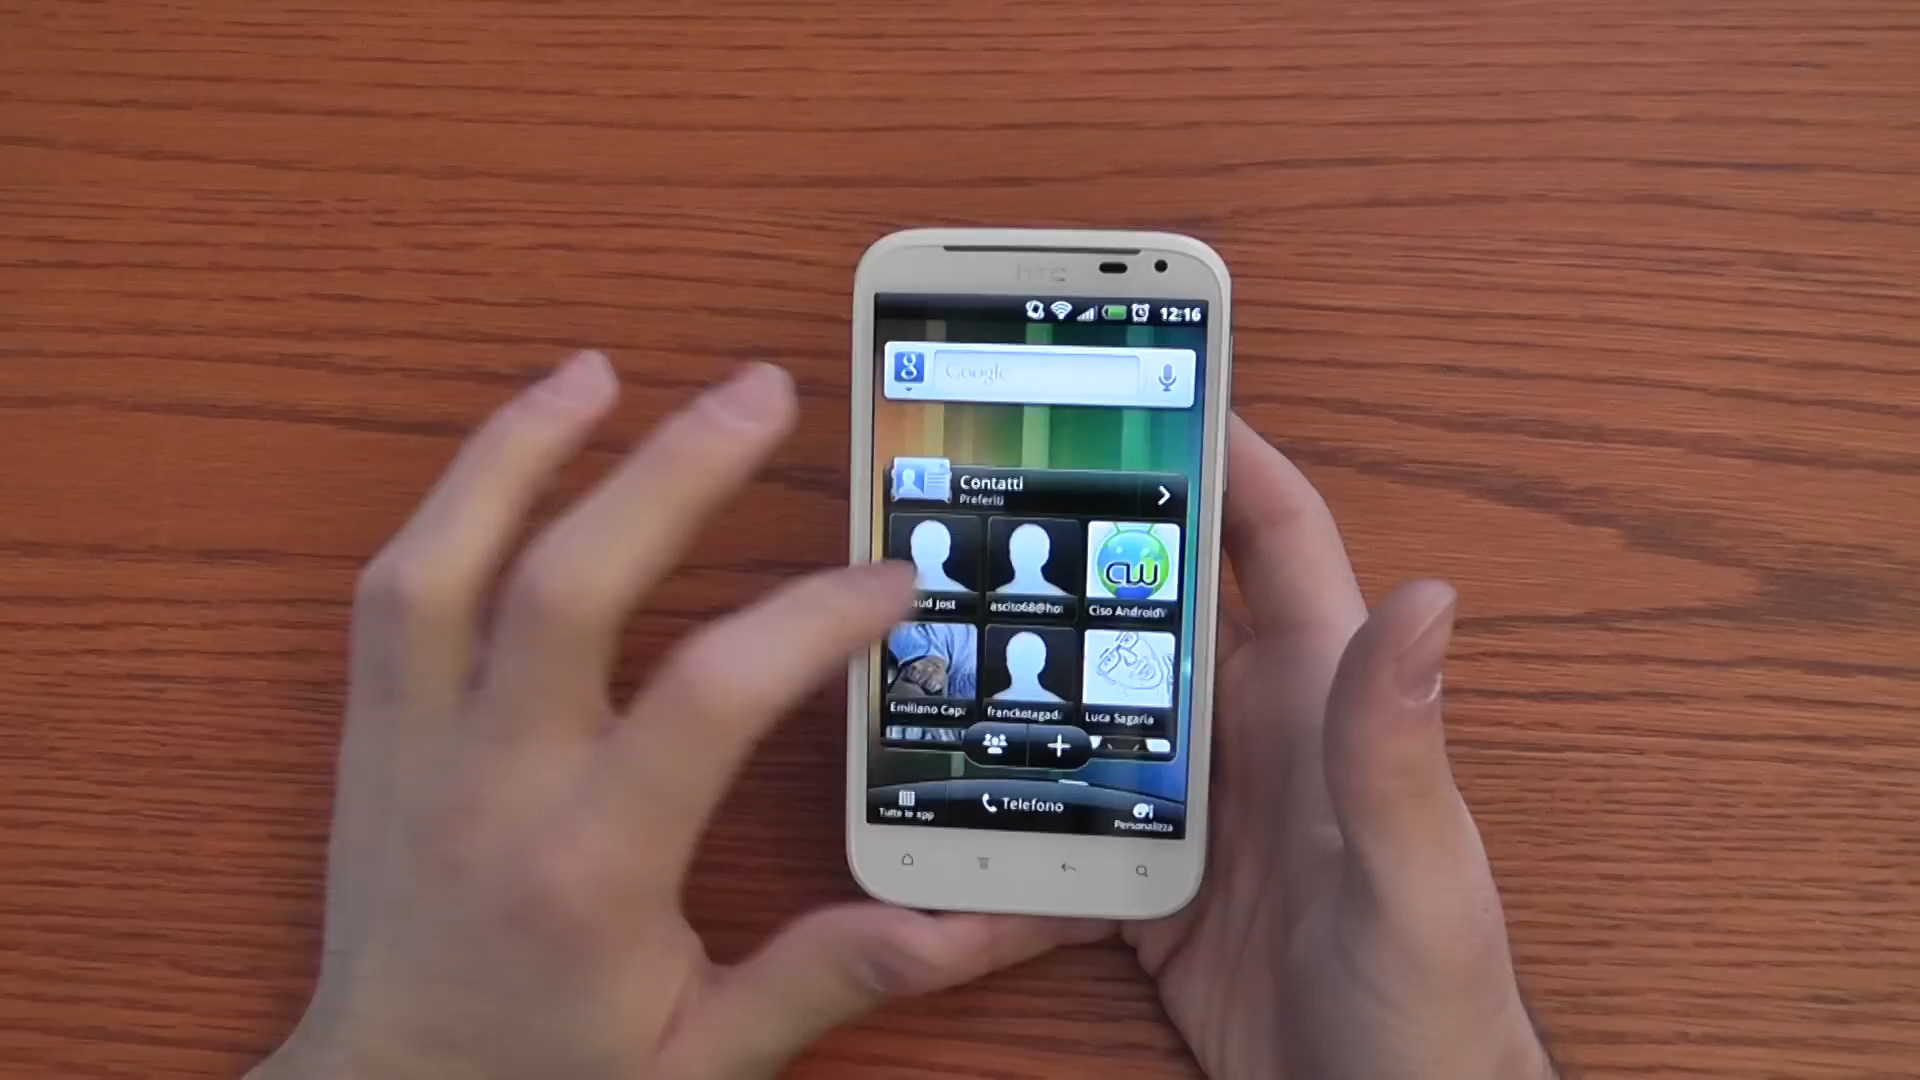 hTC
12:16
Google
Contatti
Preferiti
aud Jost
ascito68@ho
Ciso Android
Emiliano Cap
franckotagad
Luca Sagaria
Tutte le app
Telefono
Personalizza